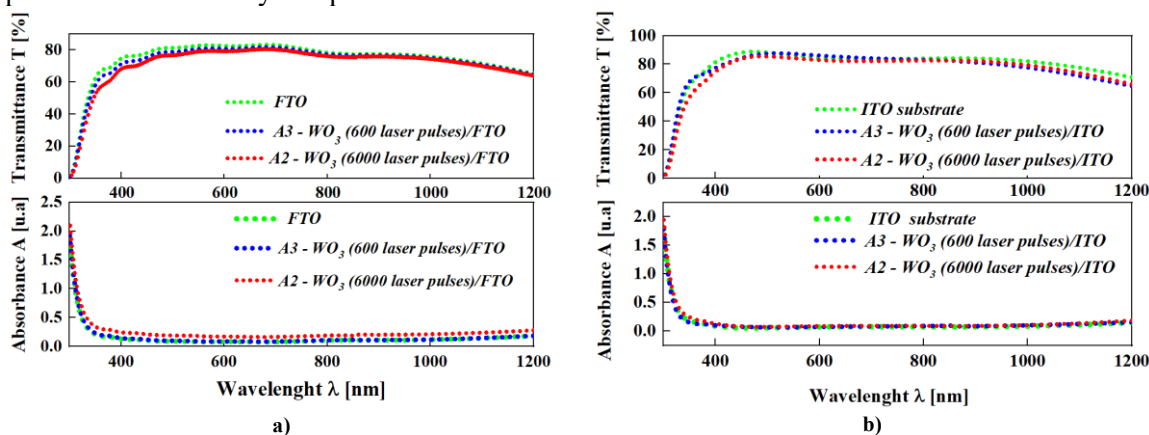 Transmittance T [%]
80
60
40
20
0
FTO
A3 - WO3 (600 laser pulses)/FTO
A2 - WO3 (6000 laser pulses)/FTO
400 600 800 1000 1200
Absorbance A [u.a]
2.5
2.0
1.5
1.0
0.5
0.0
FTO
A3 - WO3 (600 laser pulses)/FTO
A2 - WO3 (6000 laser pulses)/FTO
400 600 800 1000 1200
Wavelenght λ [nm]
a)
Transmittance T [%]
100
80
60
40
20
0
ITO substrate
A3 - WO3 (600 laser pulses)/ITO
A2 - WO3 (6000 laser pulses)/ITO
400 600 800 1000 1200
Absorbance A [u.a]
2.0
1.5
1.0
0.5
0.0
ITO substrate
A3 - WO3 (600 laser pulses)/ITO
A2 - WO3 (6000 laser pulses)/ITO
400 600 800 1000 1200
Wavelenght λ [nm]
b)